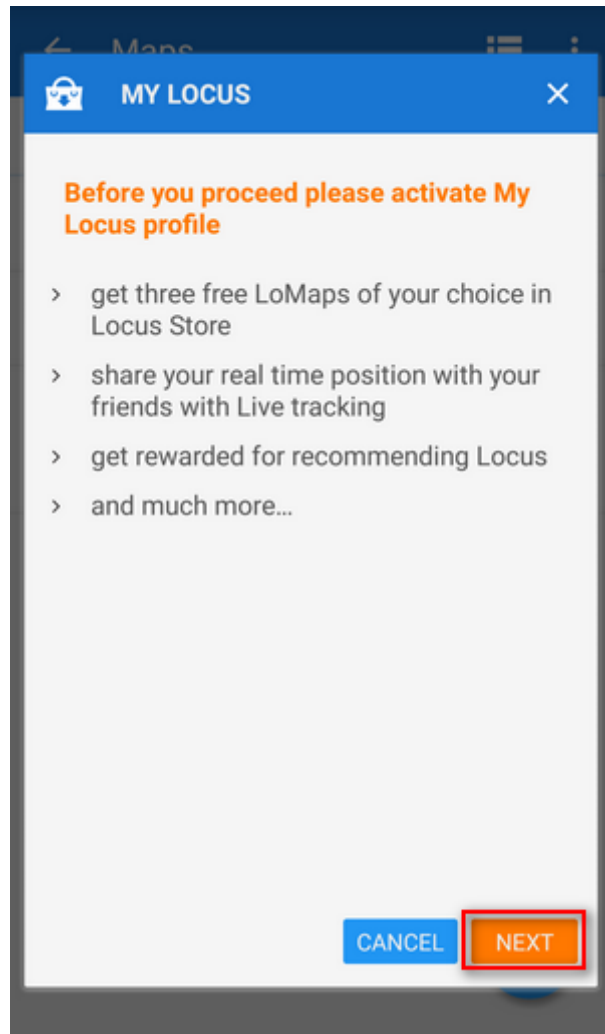 Maps
MY LOCUS
Before you proceed please activate My
Locus profile
get three free LoMaps of your choice in
Locus Store
share your real time position with your
friends with Live tracking
get rewarded for recommending Locus
and much more…
CANCEL NEXT